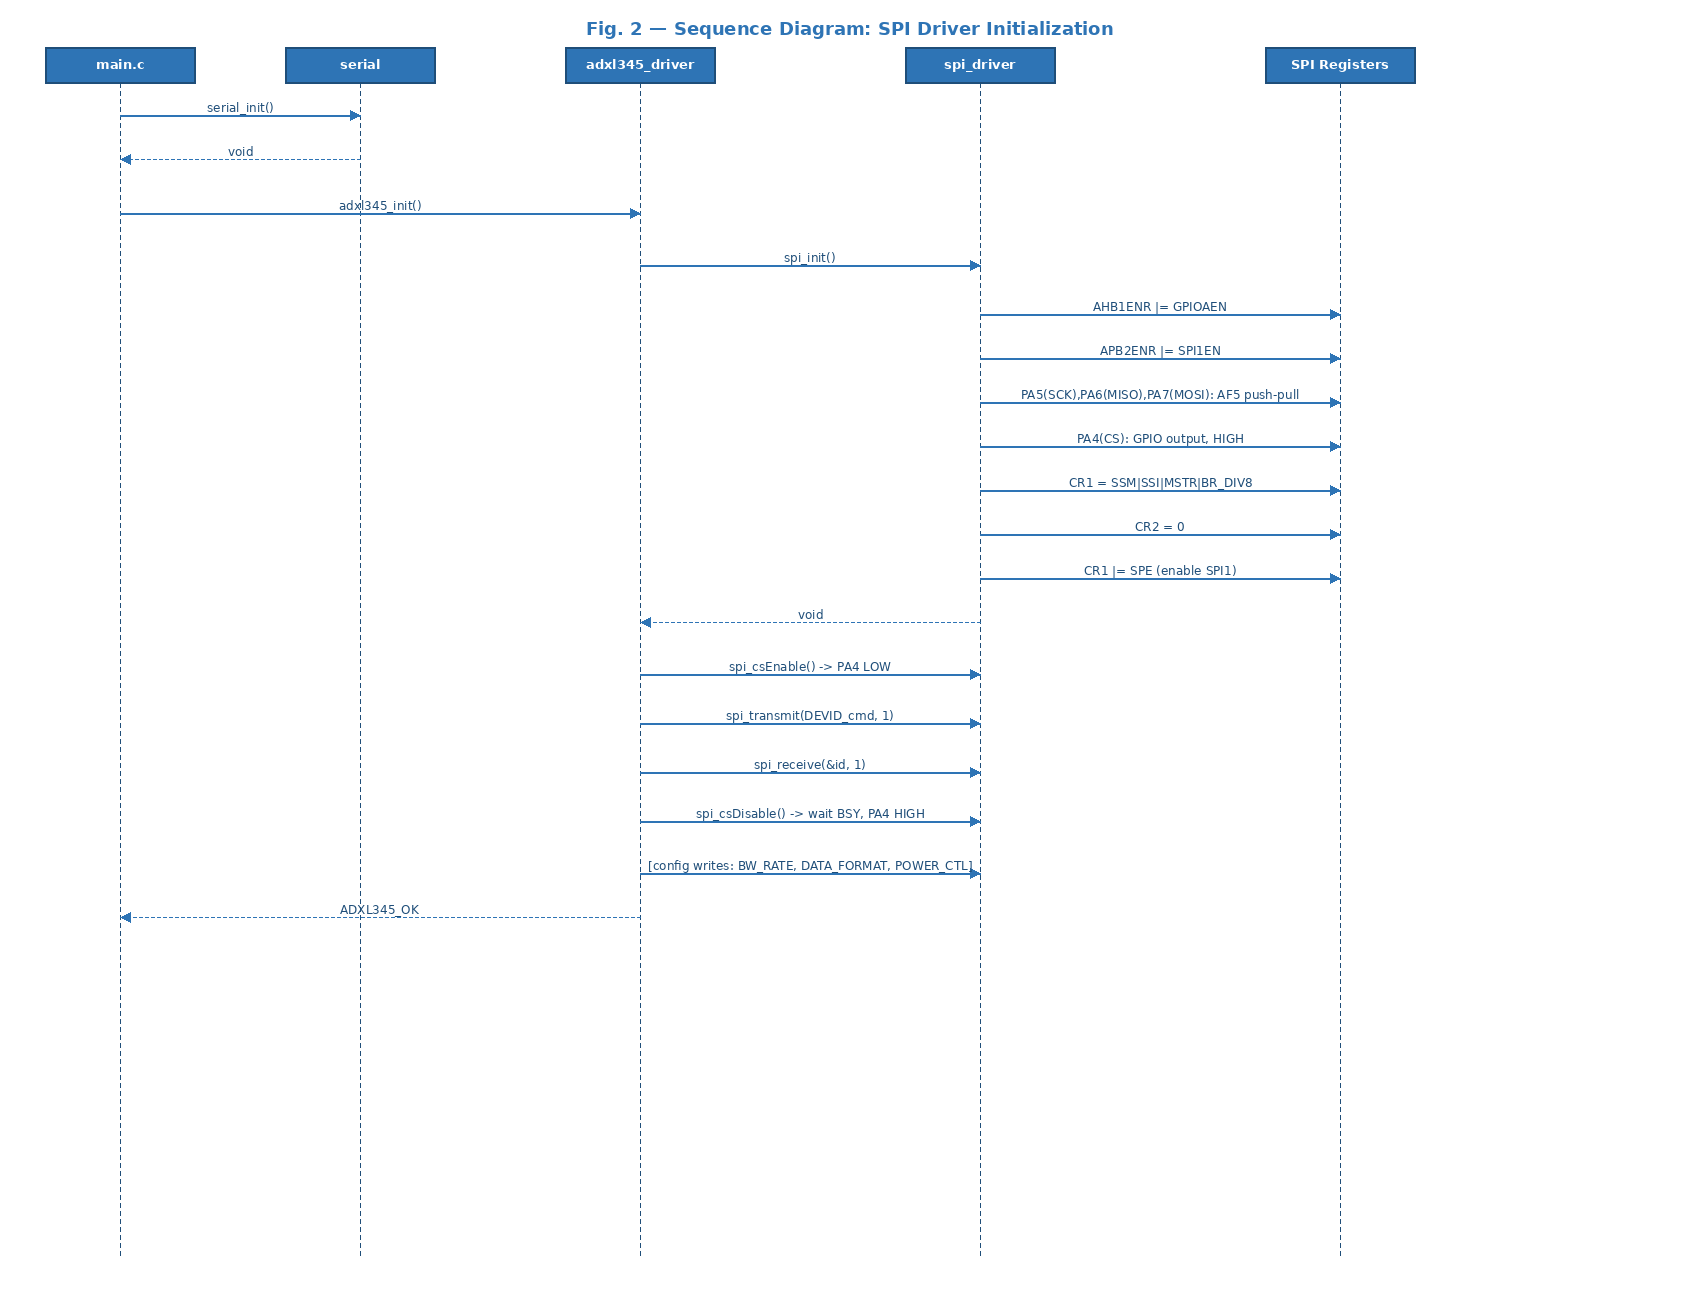 Fig. 2 — Sequence Diagram: SPI Driver Initialization
main.c
serial
adxl345_driver
spi_driver
SPI Registers
serial_init()
void
adxl345_init()
spi_init()
AHB1ENR |= GPIOAEN
APB2ENR |= SPI1EN
PA5(SCK),PA6(MISO),PA7(MOSI): AF5 push-pull
PA4(CS): GPIO output, HIGH
CR1 = SSM|SSI|MSTR|BR_DIV8
CR2 = 0
CR1 |= SPE (enable SPI1)
void
spi_csEnable() -> PA4 LOW
spi_transmit(DEVID_cmd, 1)
spi_receive(&id, 1)
spi_csDisable() -> wait BSY, PA4 HIGH
[config writes: BW_RATE, DATA_FORMAT, POWER_CTL]
ADXL345_OK